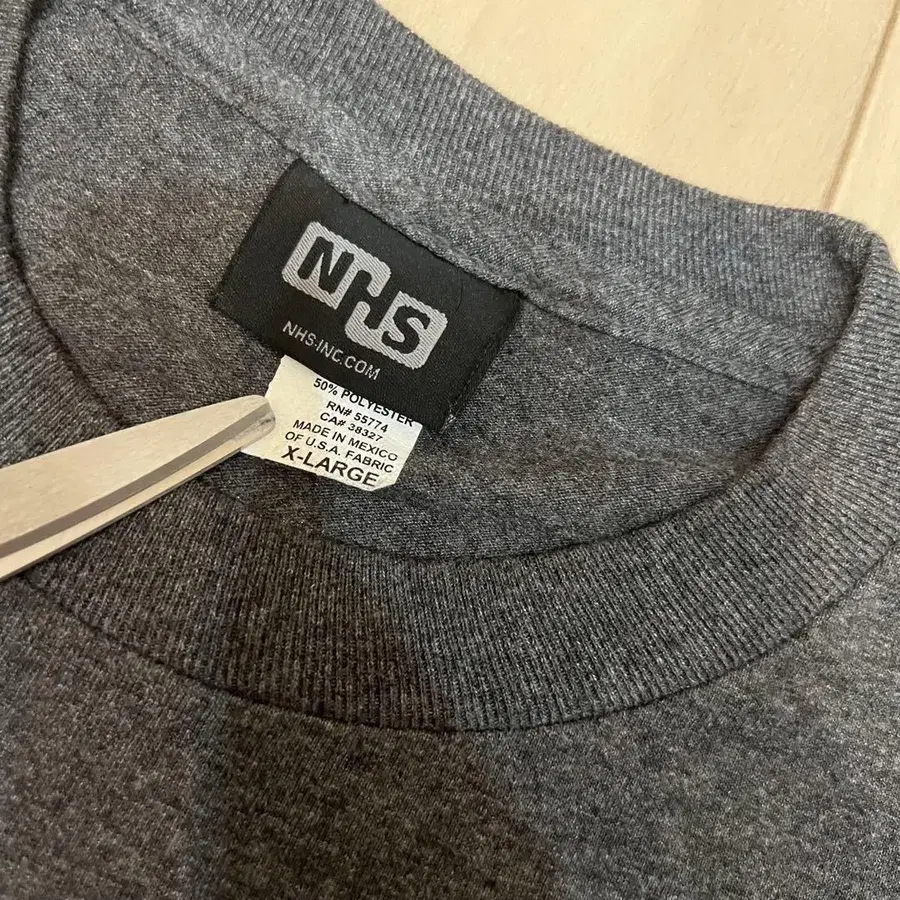 NHS
NHS-INC.COM
50% POLYESTER
RN# 55774
CA# 38327
MADE IN MEXICO
OF U.S.A. FABRIC
X-LARGE